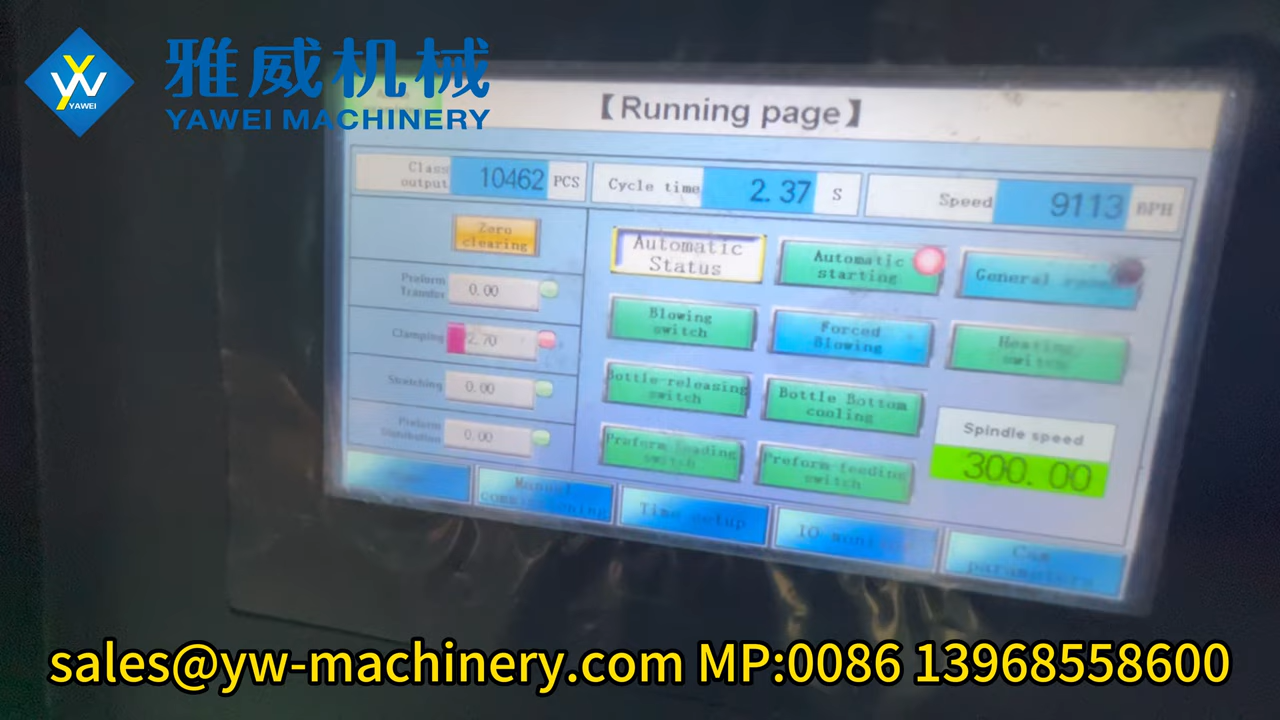 雅威机械
YAWEI
YAWEI MACHINERY
【Running page】
Class output 10462 PCS
Cycle time 2.37 S
Speed 9113 BPH
Zero clearing
Preform Transfer 0.00
Clamping 2.70
Stretching 0.00
Preform Distribution 0.00
Automatic Status
Automatic starting
General
Blowing switch
Forced Blowing
Heating switch
Bottle releasing switch
Bottle Bottom cooling
Preform loading switch
Preform feeding switch
Spindle speed
300.00
Manual
Time setup
IO
parameters
sales@yw-machinery.com MP:0086 13968558600